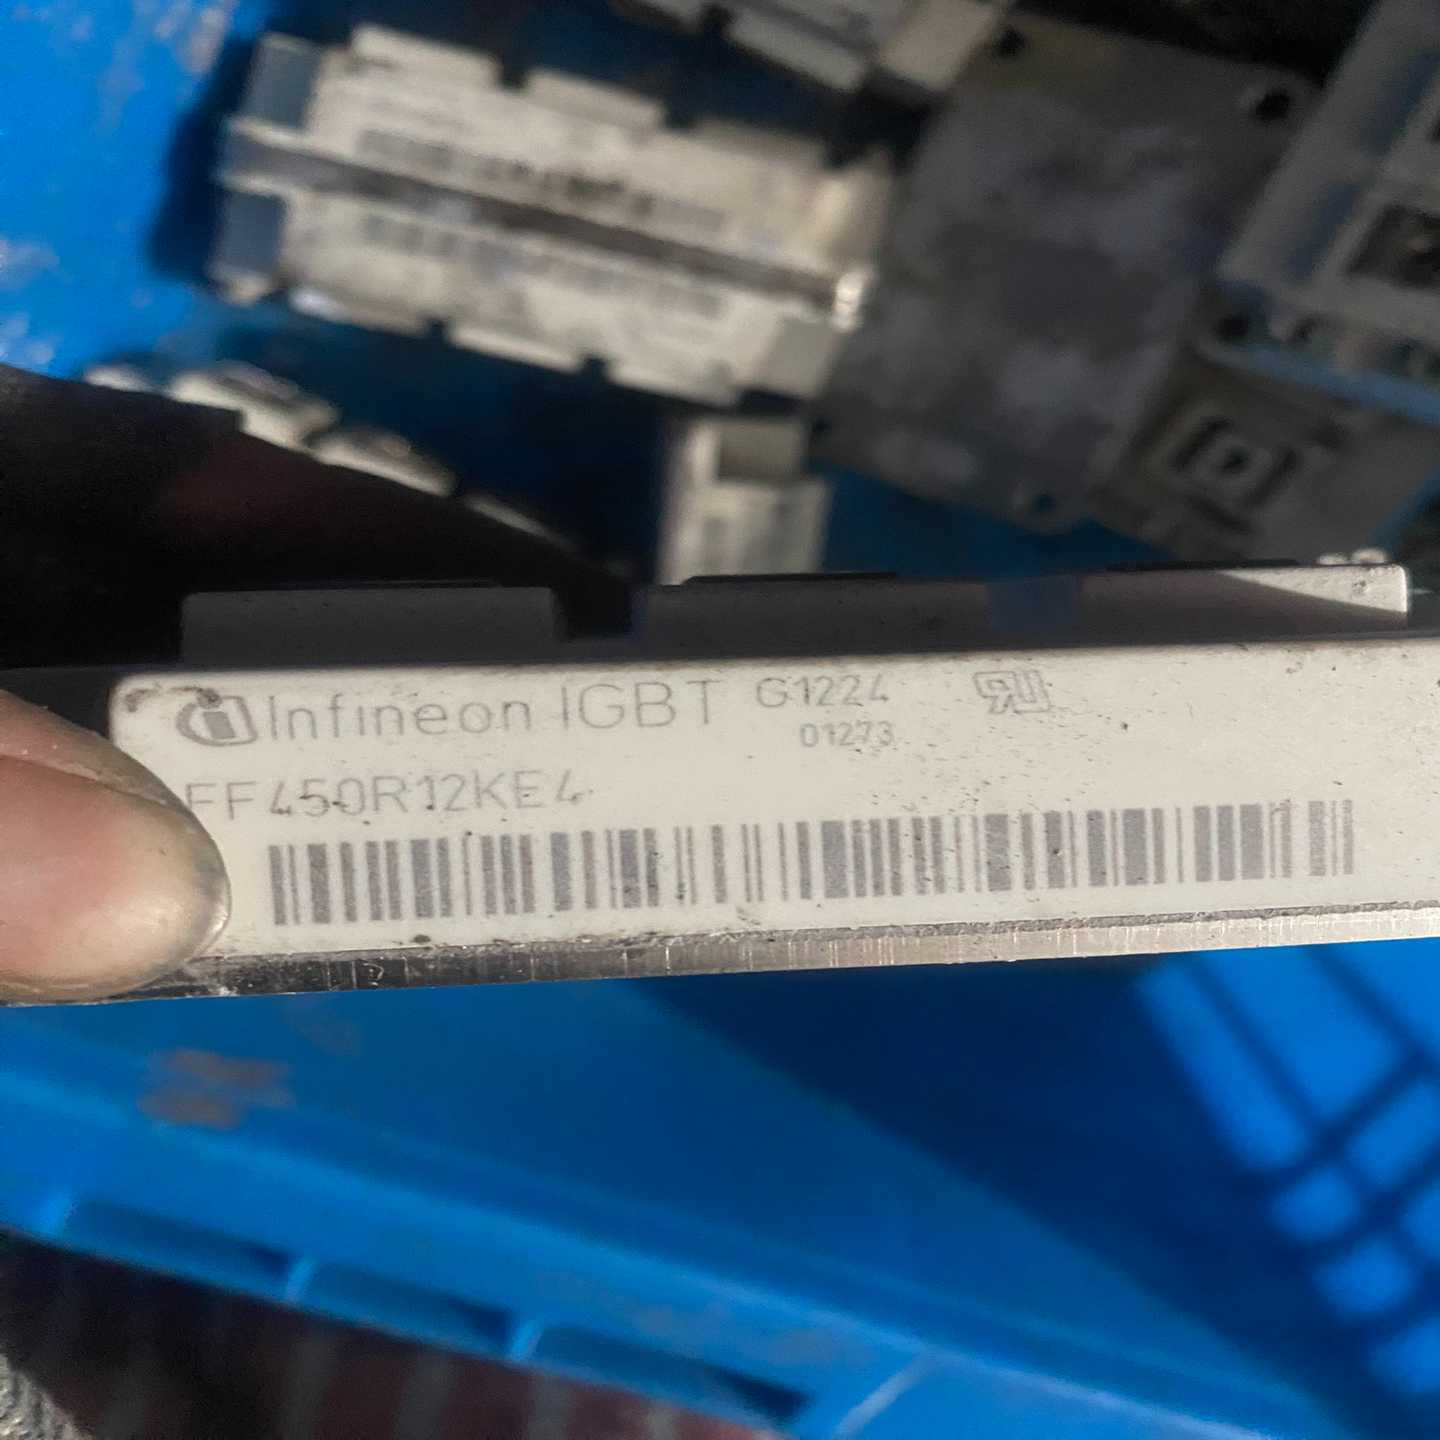 Infineon IGBT G1224
01273
FF450R12KE4